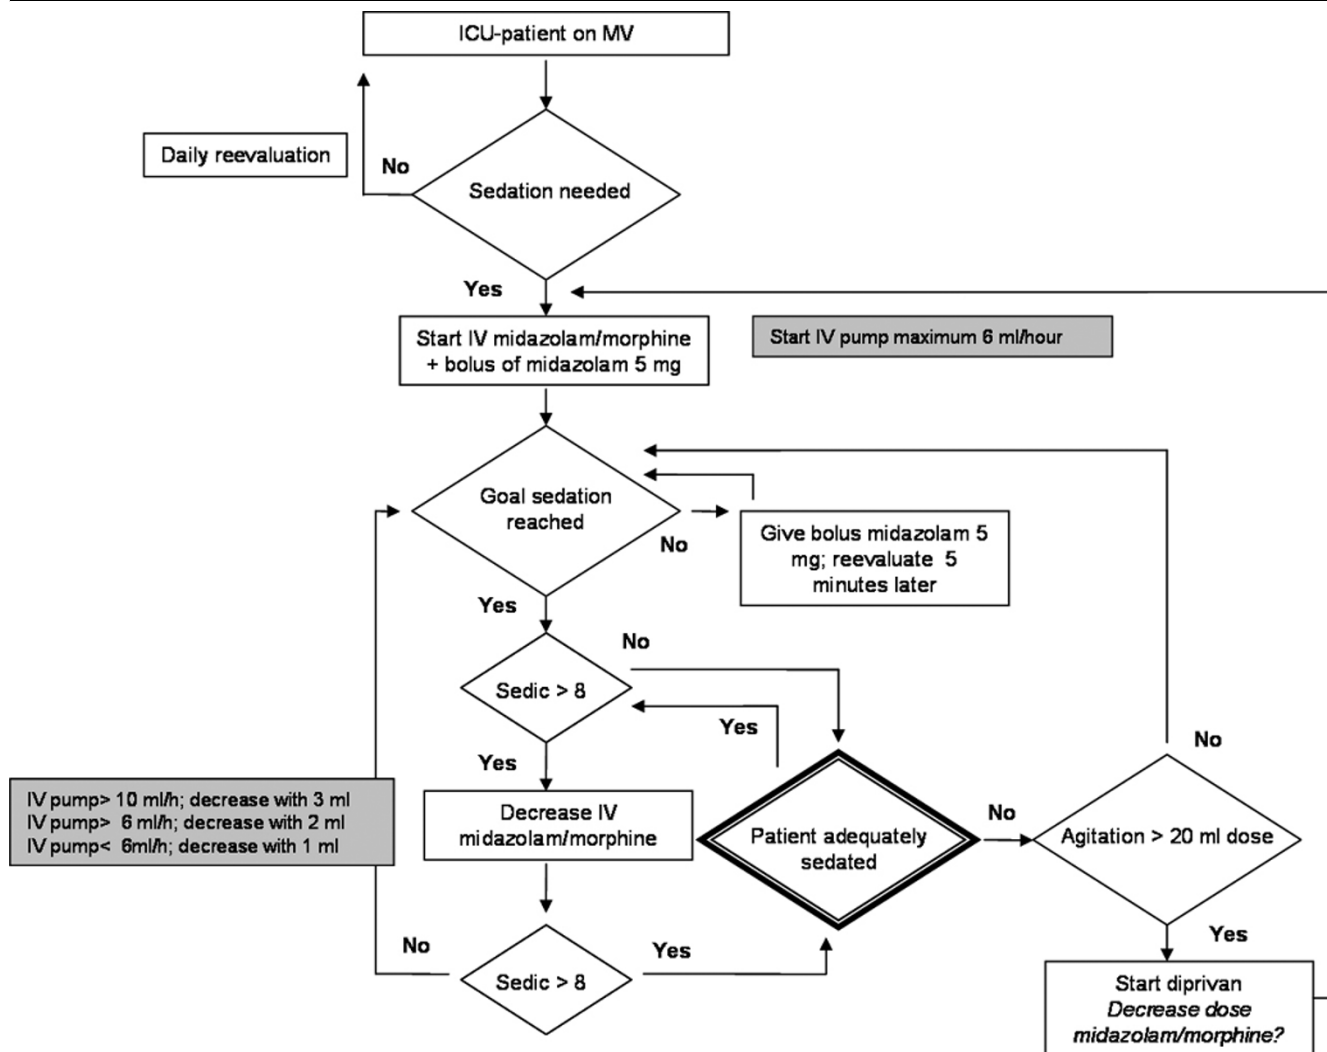 ICU-patient on MV
Daily reevaluation
No
Sedation needed
Yes
Start IV midazolam/morphine
+ bolus of midazolam 5 mg
Start IV pump maximum 6 ml/hour
Goal sedation
reached
No
Give bolus midazolam 5
mg; reevaluate 5
minutes later
Yes
No
Sedic > 8
Yes
Yes
No
IV pump> 10 ml/h; decrease with 3 ml
IV pump> 6 ml/h; decrease with 2 ml
IV pump< 6ml/h; decrease with 1 ml
Decrease IV
midazolam/morphine
Patient adequately
sedated
No
Agitation > 20 ml dose
No
Sedic > 8
Yes
Yes
Start diprivan
Decrease dose
midazolam/morphine?